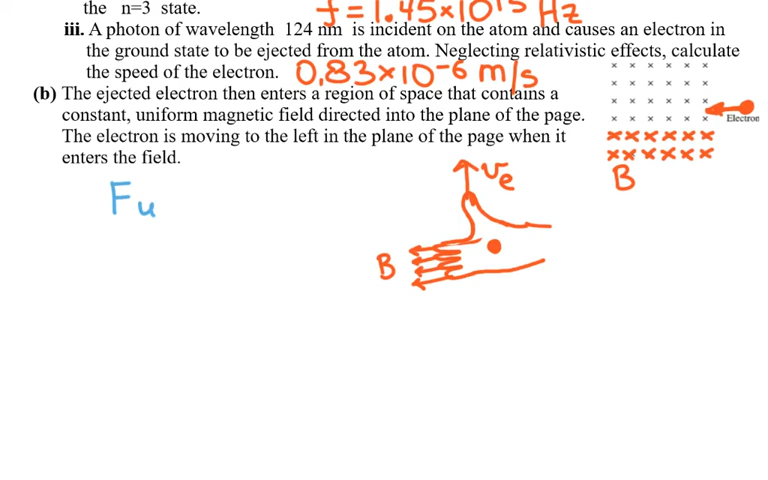 the n=3 state.
f = 1.45×10^15 Hz
iii. A photon of wavelength 124 nm is incident on the atom and causes an electron in
the ground state to be ejected from the atom. Neglecting relativistic effects, calculate
the speed of the electron. 0,83×10^-6 m/s
(b) The ejected electron then enters a region of space that contains a
constant, uniform magnetic field directed into the plane of the page.
The electron is moving to the left in the plane of the page when it
enters the field.
Electron
B
Fu
ve
B